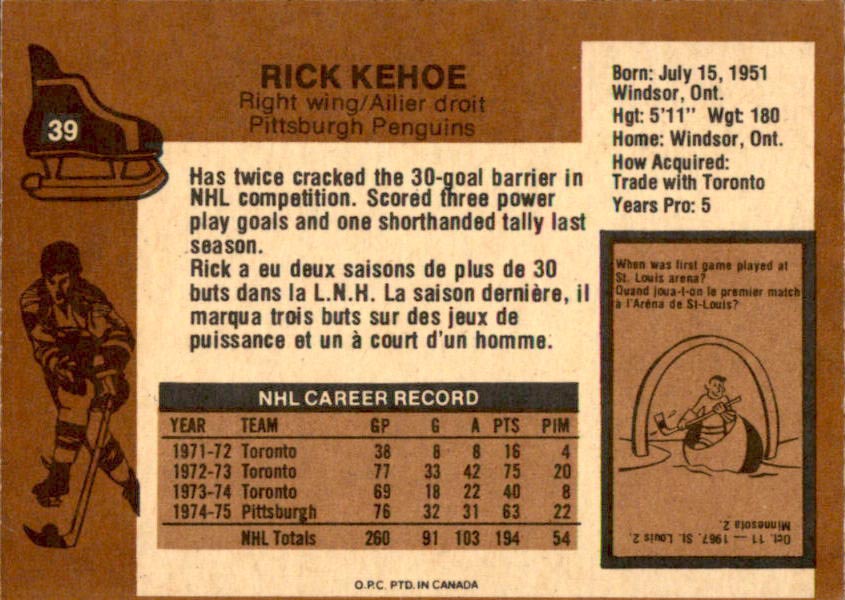 39
RICK KEHOE
Right wing/Ailier droit
Pittsburgh Penguins
Born: July 15, 1951
Windsor, Ont.
Hgt: 5'11" Wgt: 180
Home: Windsor, Ont.
How Acquired:
Trade with Toronto
Years Pro: 5
Has twice cracked the 30-goal barrier in
NHL competition. Scored three power
play goals and one shorthanded tally last
season.
Rick a eu deux saisons de plus de 30
buts dans la L.N.H. La saison dernière, il
marqua trois buts sur des jeux de
puissance et un à court d'un homme.
When was first game played at
St. Louis arena?
Quand joua-t-on le premier match
à l'Aréna de St-Louis?
Oct. 11 — 1967. St. Louis 2,
Minnesota 2.
NHL CAREER RECORD
YEAR TEAM GP G A PTS PIM
1971-72 Toronto 38 8 8 16 4
1972-73 Toronto 77 33 42 75 20
1973-74 Toronto 69 18 22 40 8
1974-75 Pittsburgh 76 32 31 63 22
NHL Totals 260 91 103 194 54
O.P.C. PTD. IN CANADA